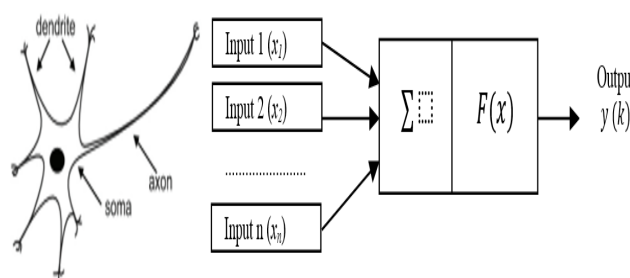 dendrite
soma
axon
Input 1 (x₁)
Input 2 (x₂)
..........................
Input n (xₙ)
∑
F(x)
Outpu
y (k)